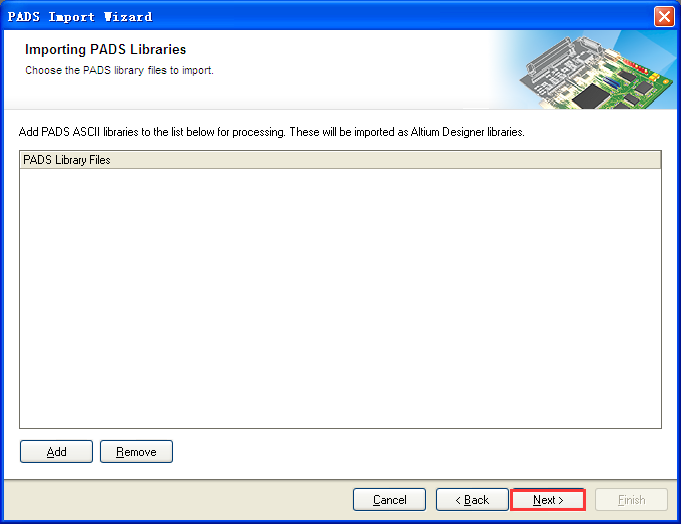 PADS Import Wizard
Importing PADS Libraries
Choose the PADS library files to import.
Add PADS ASCII libraries to the list below for processing. These will be imported as Altium Designer libraries.
PADS Library Files
Add Remove
Cancel < Back Next > Finish